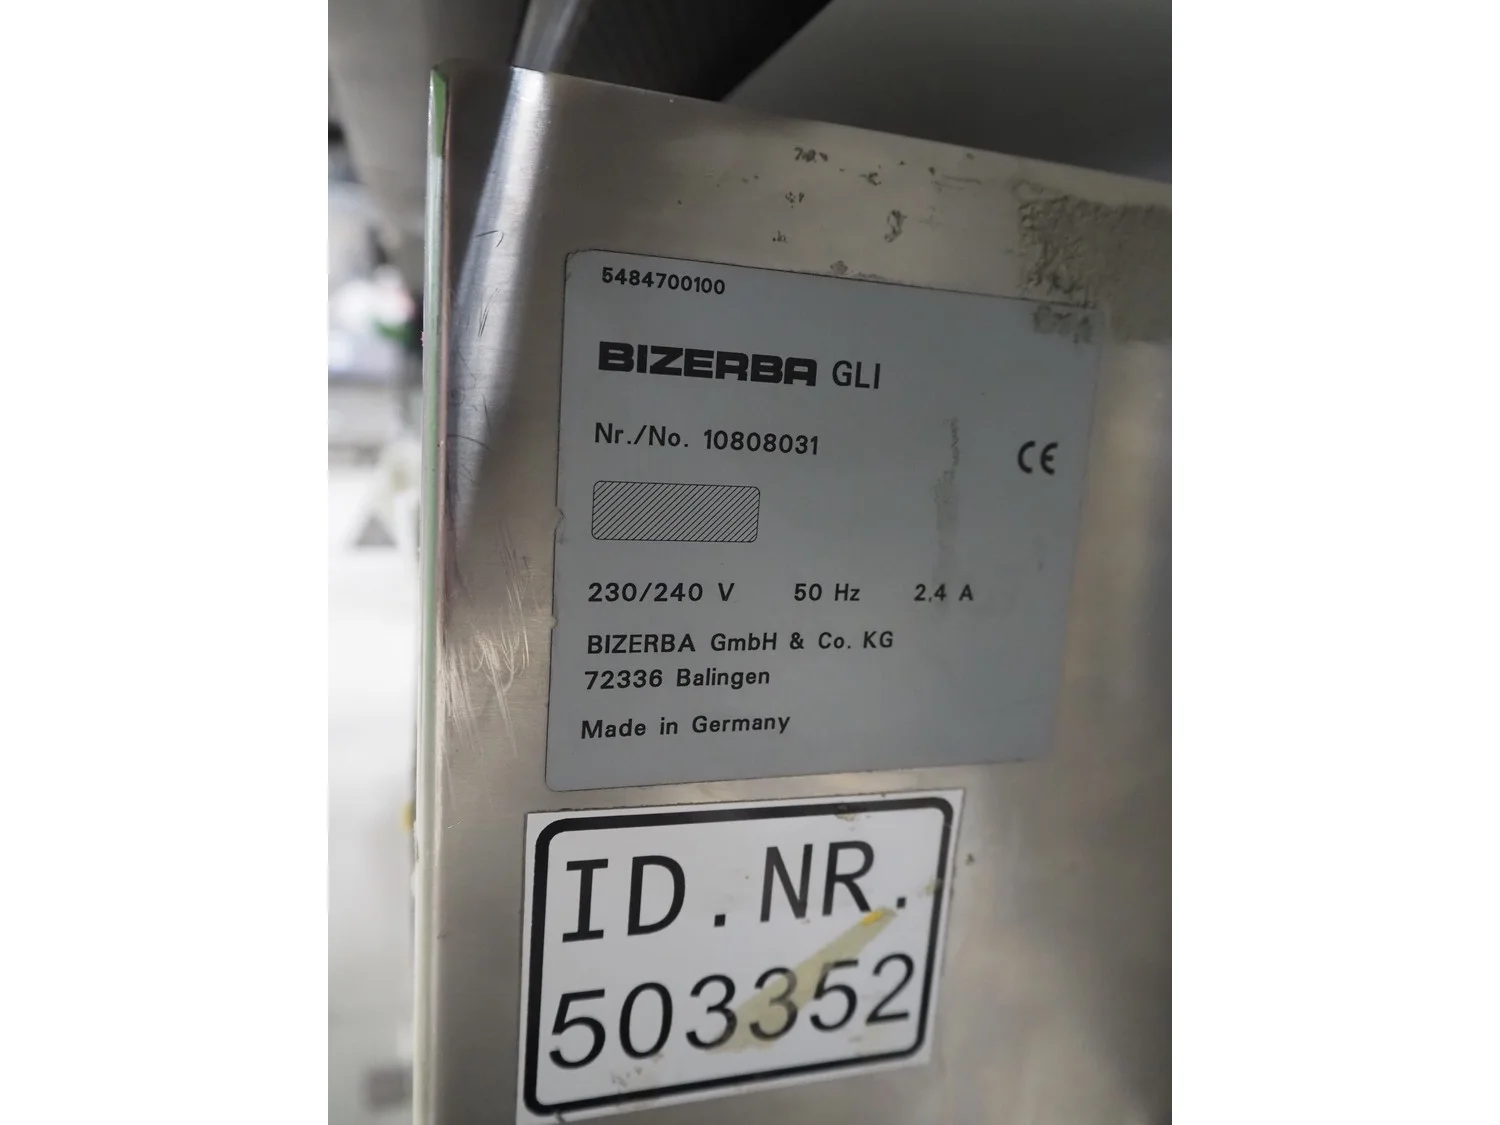 5484700100
BIZERBA GLI
Nr./No. 10808031
CE
230/240 V 50 Hz 2,4 A
BIZERBA GmbH & Co. KG
72336 Balingen
Made in Germany
ID.NR.
503352